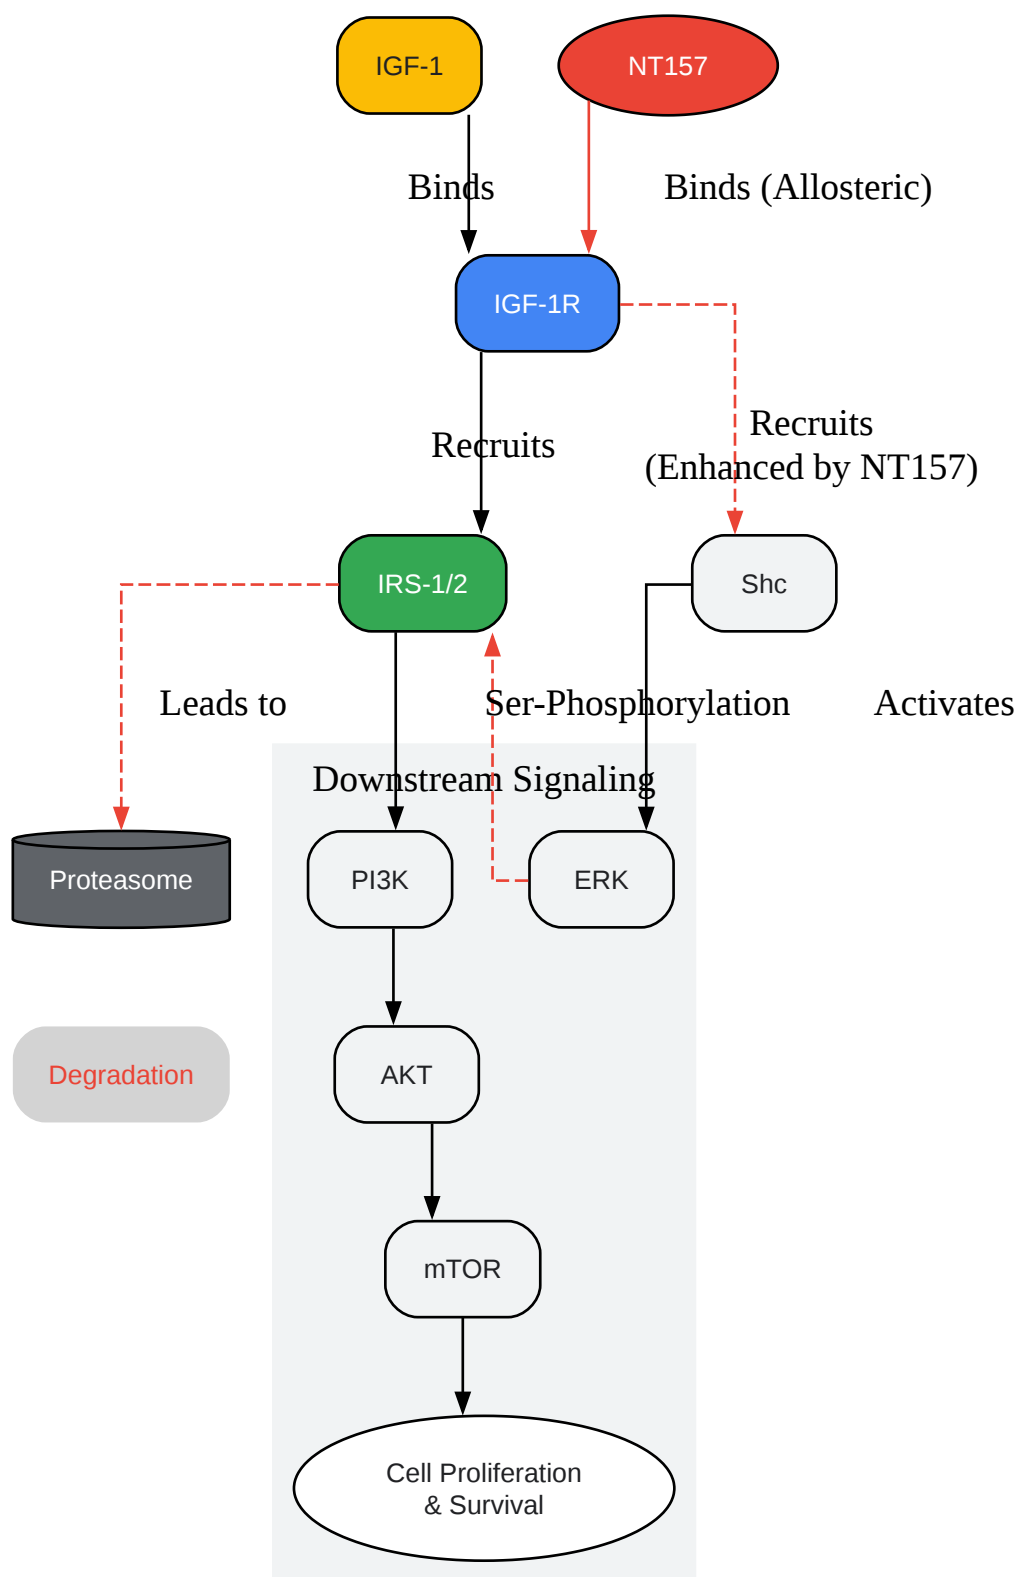 IGF-1
NT157
Binds
Binds (Allosteric)
IGF-1R
Recruits
Recruits
(Enhanced by NT157)
IRS-1/2
Shc
Leads to
Ser-Phosphorylation
Activates
Downstream Signaling
Proteasome
PI3K
ERK
Degradation
AKT
mTOR
Cell Proliferation
& Survival